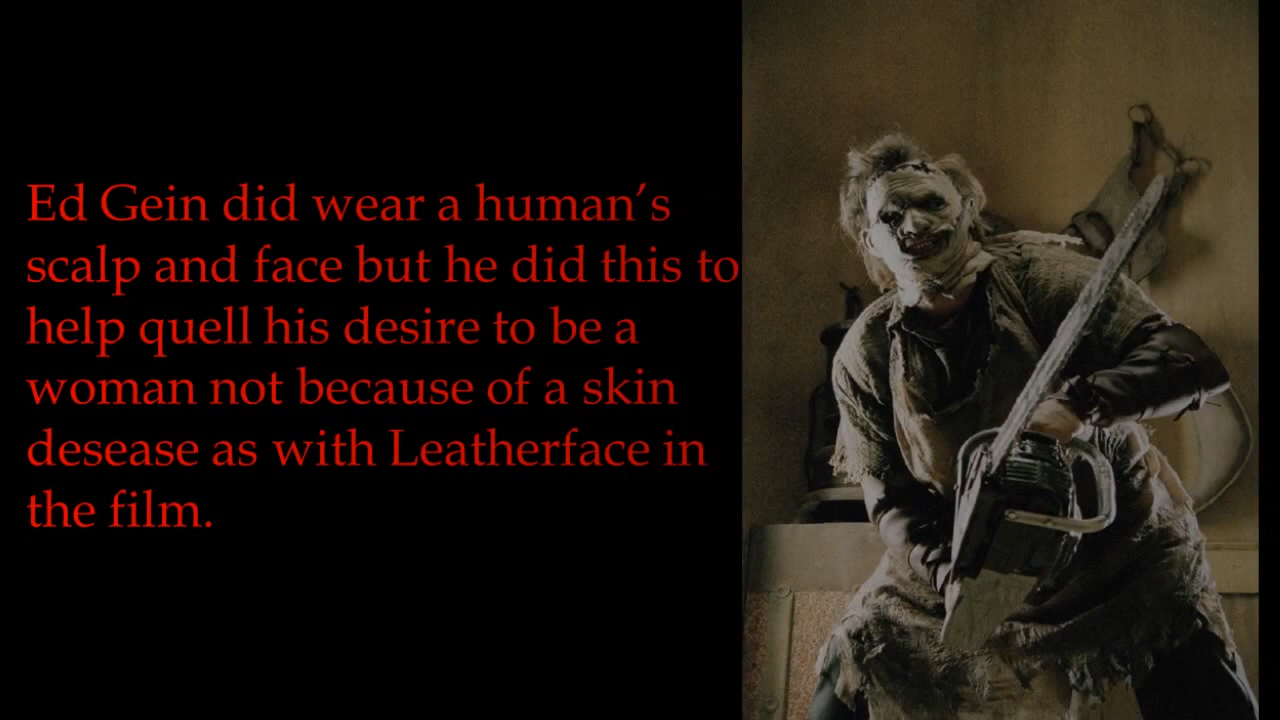 Ed Gein did wear a human’s
scalp and face but he did this to
help quell his desire to be a
woman not because of a skin
desease as with Leatherface in
the film.